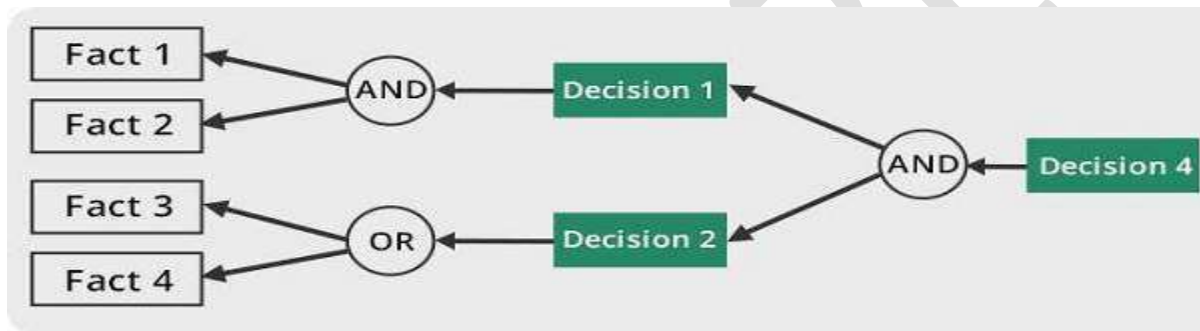 Fact 1
Fact 2
AND
Decision 1
Fact 3
Fact 4
OR
Decision 2
AND
Decision 4